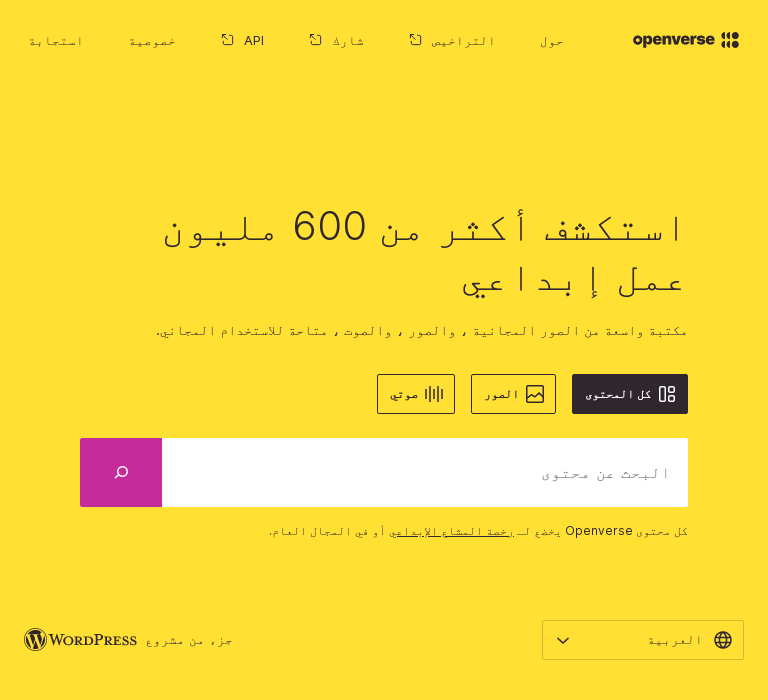 openverse
حول
التراخيص
شارك
API
خصوصية
استجابة
استكشف أكثر من 600 مليون
عمل إبداعي
مكتبة واسعة من الصور المجانية ، والصور ، والصوت ، متاحة للاستخدام المجاني.
كل المحتوى
الصور
صوتي
البحث عن محتوى
كل محتوى Openverse يخضع لـ رخصة المشاع الإبداعي أو في المجال العام.
العربية
جزء من مشروع WORDPRESS